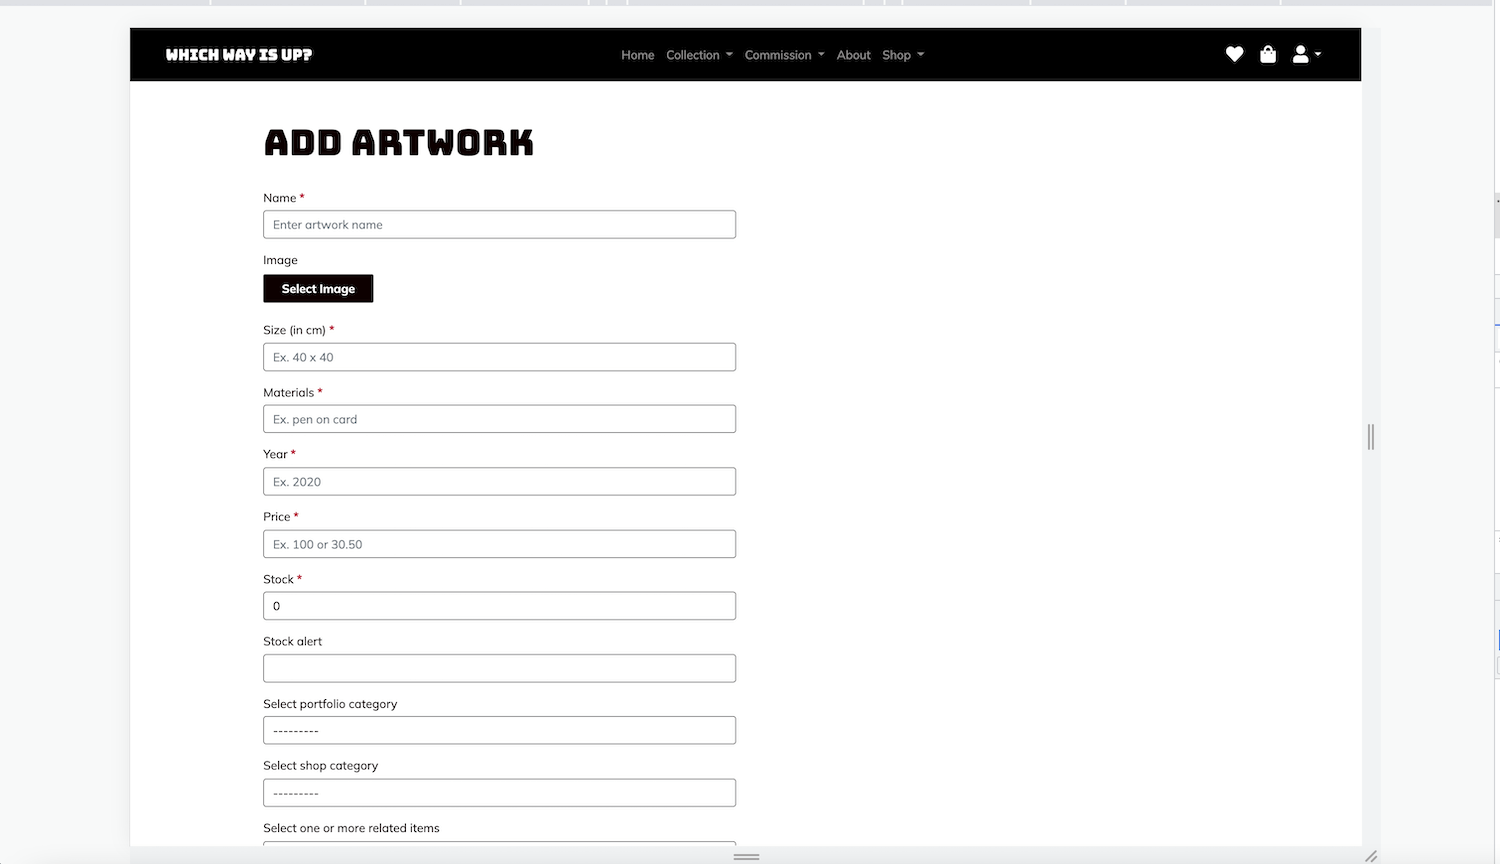 WHICH WAY IS UP?
Home Collection Commission About Shop
ADD ARTWORK
Name *
Enter artwork name
Image
Select Image
Size (in cm) *
Ex. 40 x 40
Materials *
Ex. pen on card
Year *
Ex. 2020
Price *
Ex. 100 or 30.50
Stock *
0
Stock alert
Select portfolio category
---------
Select shop category
---------
Select one or more related items